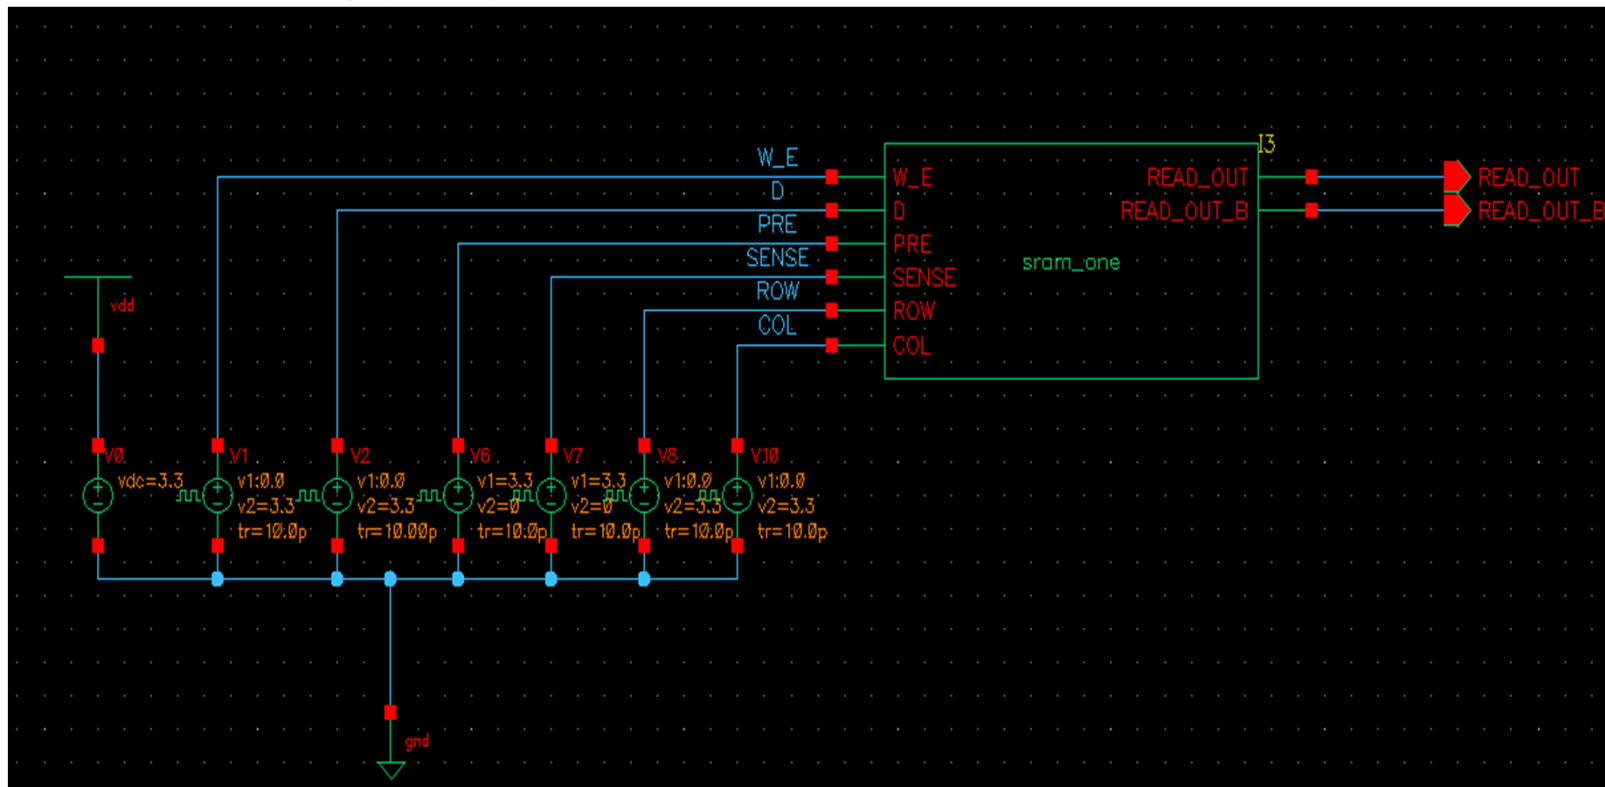 I3
W_E
W_E
READ_OUT
READ_OUT
D
D
READ_OUT_B
READ_OUT_B
PRE
PRE
SENSE
sram_one
SENSE
ROW
ROW
COL
COL
vdd
V0
vdc=3.3
V1
v1:0.0
v2=3.3
tr=10.0p
V2
v1:0.0
v2=3.3
tr=10.00p
V6
v1=3.3
v2=0
tr=10.0p
V7
v1=3.3
v2=0
tr=10.0p
V8
v1:0.0
v2=3.3
tr=10.0p
V10
v1:0.0
v2=3.3
tr=10.0p
gnd